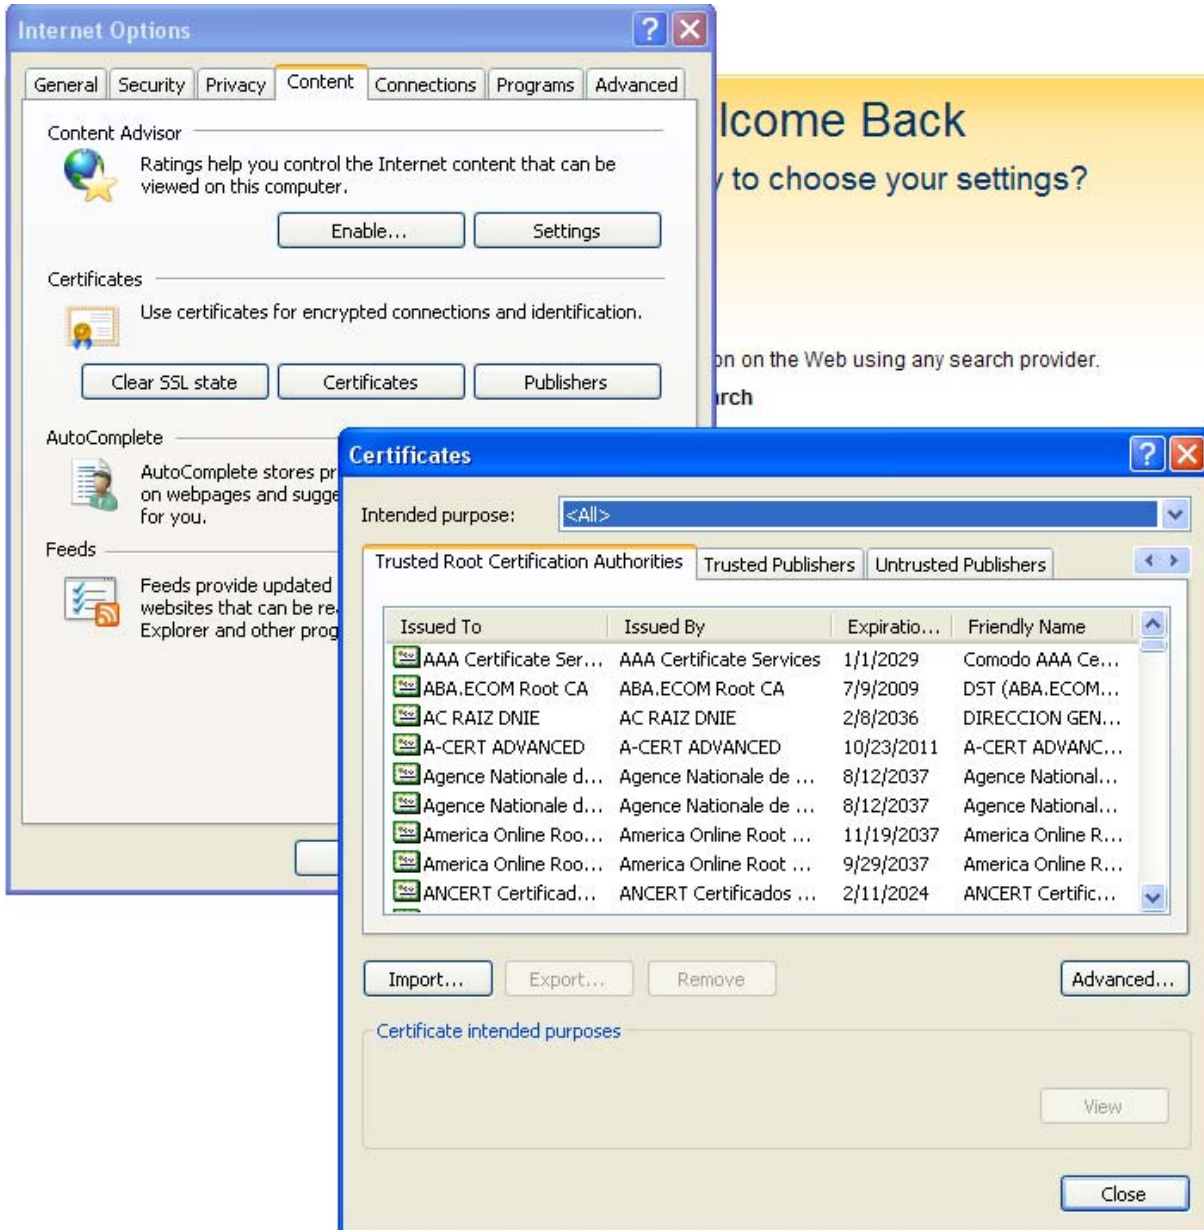 Internet Options
General Security Privacy Content Connections Programs Advanced
Content Advisor
Ratings help you control the Internet content that can be
viewed on this computer.
Enable... Settings
Certificates
Use certificates for encrypted connections and identification.
Clear SSL state Certificates Publishers
AutoComplete
AutoComplete stores pr
on webpages and sugge
for you.
Feeds
Feeds provide updated
websites that can be re
Explorer and other prog
lcome Back
y to choose your settings?
on on the Web using any search provider.
arch
Certificates
Intended purpose: <All>
Trusted Root Certification Authorities Trusted Publishers Untrusted Publishers
Issued To Issued By Expiratio... Friendly Name
AAA Certificate Ser... AAA Certificate Services 1/1/2029 Comodo AAA Ce...
ABA.ECOM Root CA ABA.ECOM Root CA 7/9/2009 DST (ABA.ECOM...
AC RAIZ DNIE AC RAIZ DNIE 2/8/2036 DIRECCION GEN...
A-CERT ADVANCED A-CERT ADVANCED 10/23/2011 A-CERT ADVANC...
Agence Nationale d... Agence Nationale de ... 8/12/2037 Agence National...
Agence Nationale d... Agence Nationale de ... 8/12/2037 Agence National...
America Online Roo... America Online Root ... 11/19/2037 America Online R...
America Online Roo... America Online Root ... 9/29/2037 America Online R...
ANCERT Certificad... ANCERT Certificados ... 2/11/2024 ANCERT Certific...
Import... Export... Remove Advanced...
Certificate intended purposes
View
Close